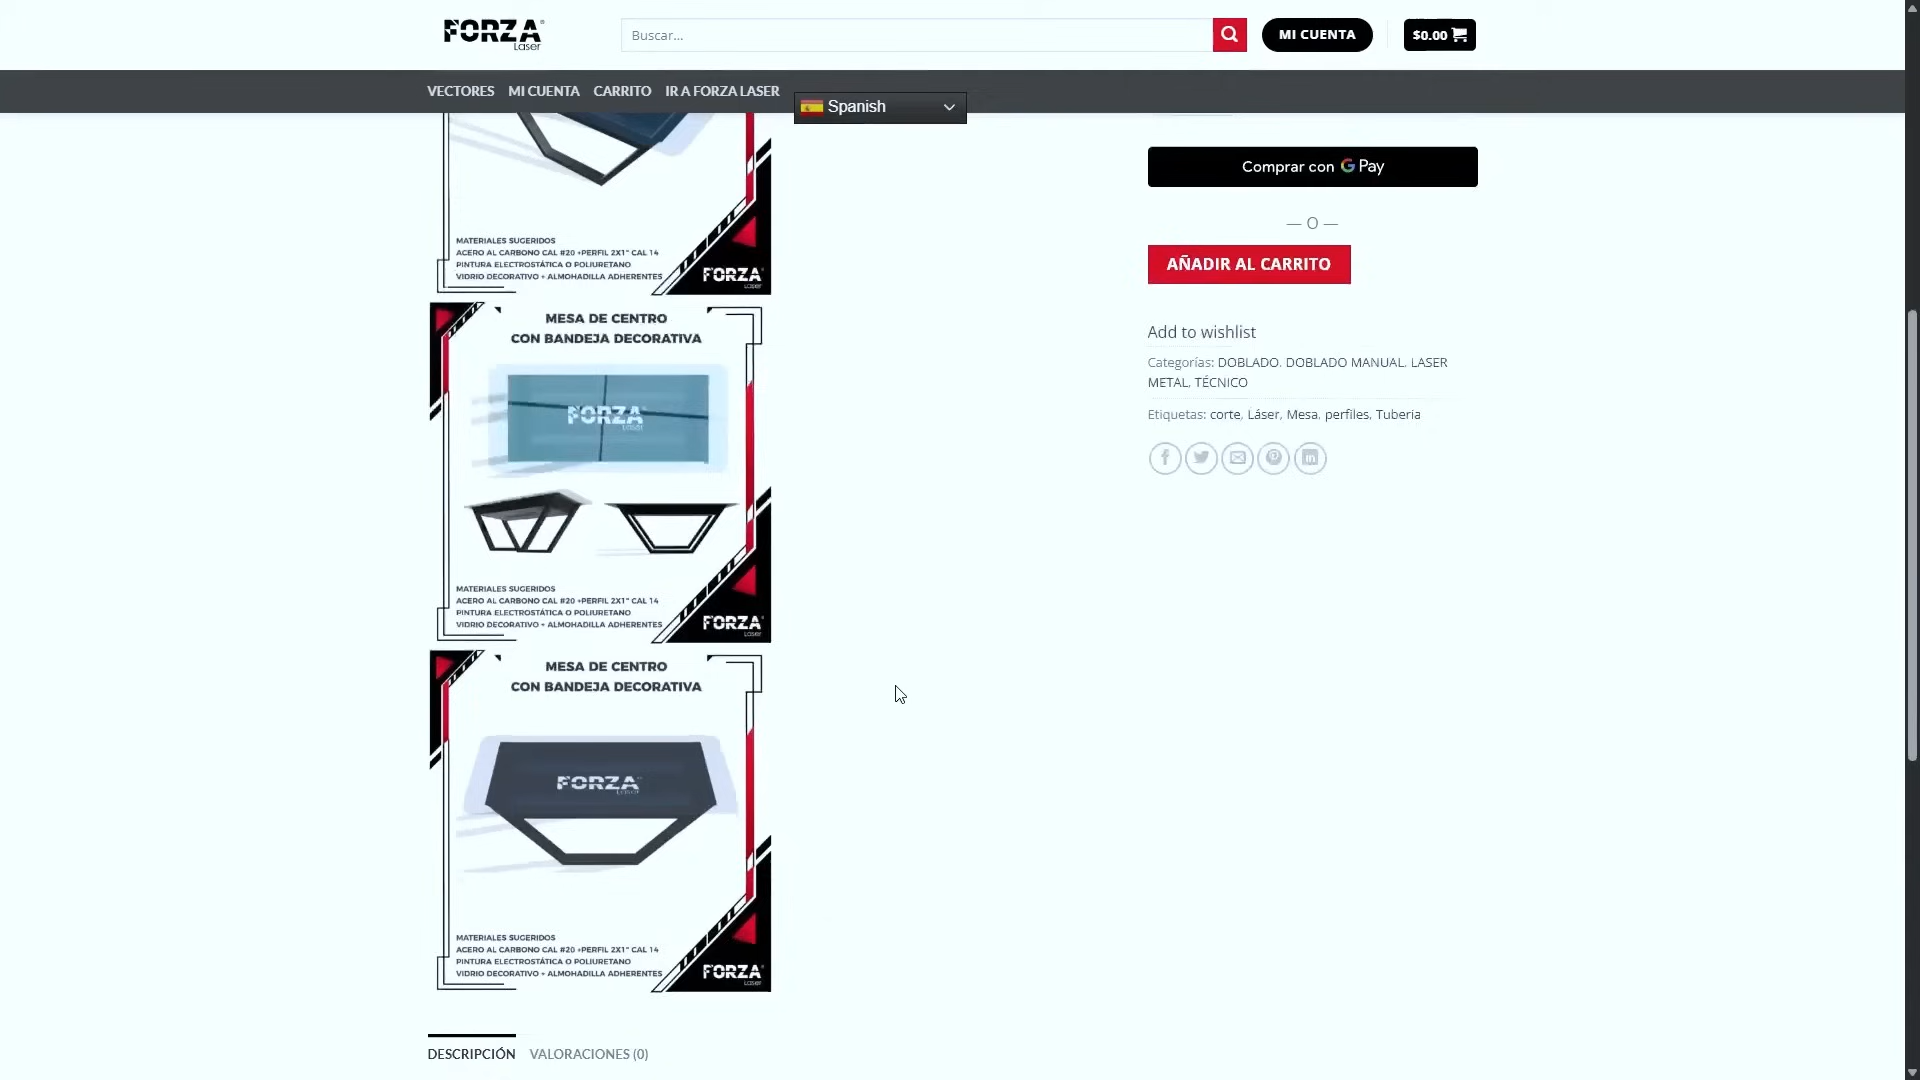 FORZA
Laser
Buscar...
MI CUENTA
$0.00
VECTORES
MI CUENTA
CARRITO
IR A FORZA LASER
Spanish
MATERIALES SUGERIDOS
ACERO AL CARBONO CAL #20 +PERFIL 2X1" CAL 14
PINTURA ELECTROSTÁTICA O POLIURETANO
VIDRIO DECORATIVO + ALMOHADILLA ADHERENTES
FORZA
Laser
MESA DE CENTRO
CON BANDEJA DECORATIVA
FORZA
Laser
MATERIALES SUGERIDOS
ACERO AL CARBONO CAL #20 +PERFIL 2X1" CAL 14
PINTURA ELECTROSTÁTICA O POLIURETANO
VIDRIO DECORATIVO + ALMOHADILLA ADHERENTES
FORZA
Laser
MESA DE CENTRO
CON BANDEJA DECORATIVA
FORZA
Laser
MATERIALES SUGERIDOS
ACERO AL CARBONO CAL #20 +PERFIL 2X1" CAL 14
PINTURA ELECTROSTÁTICA O POLIURETANO
VIDRIO DECORATIVO + ALMOHADILLA ADHERENTES
FORZA
Laser
Comprar con G Pay
— O —
AÑADIR AL CARRITO
Add to wishlist
Categorías: DOBLADO, DOBLADO MANUAL, LASER
METAL, TÉCNICO
Etiquetas: corte, Láser, Mesa, perfiles, Tuberia
DESCRIPCIÓN
VALORACIONES (0)